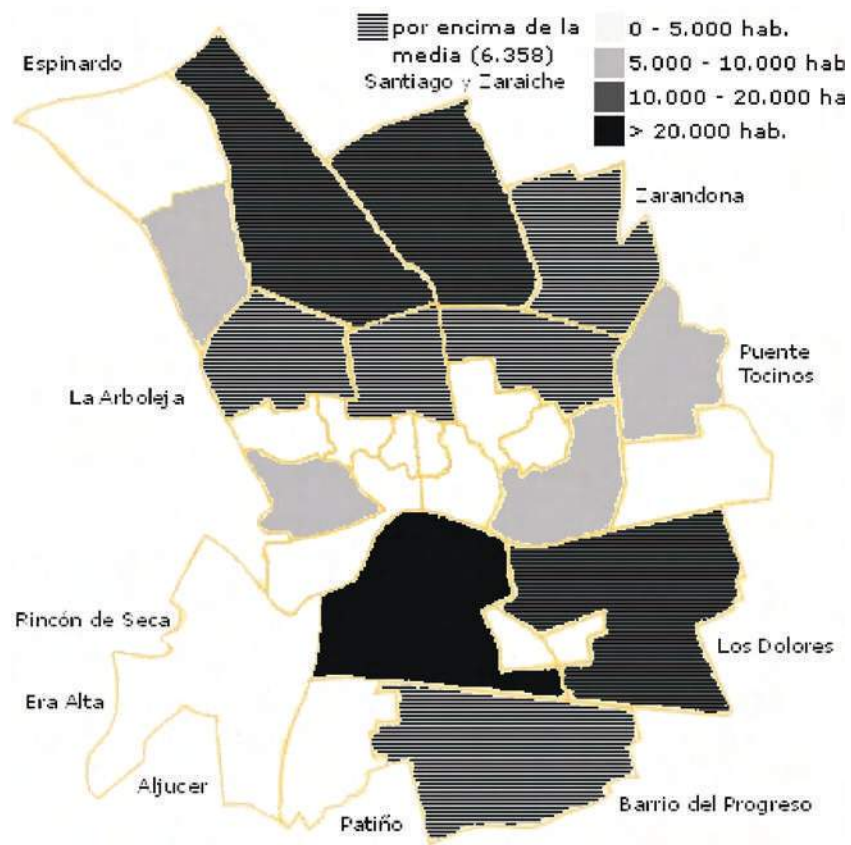 por encima de la
media (6.358)
0 - 5.000 hab.
5.000 - 10.000 hab
10.000 - 20.000 ha
> 20.000 hab.
Espinardo
Santiago y Zaraiche
Zarandona
Puente
Tocinos
La Arboleja
Rincón de Seca
Los Dolores
Era Alta
Aljucer
Patiño
Barrio del Progreso